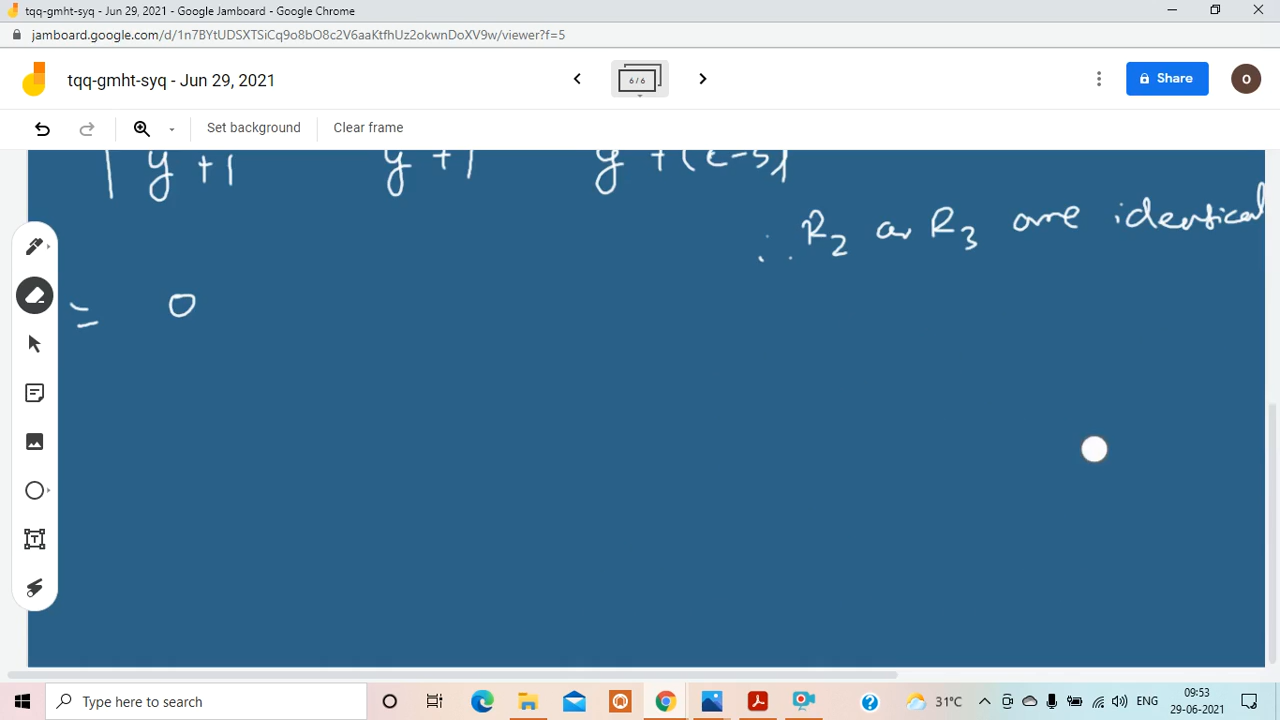 tqq-gmht-syq - Jun 29, 2021 - Google Jamboard - Google Chrome
jamboard.google.com/d/1n7BYtUDSXTSiCq9o8bO8c2V6aaKtfhUz2okwnDoXV9w/viewer?f=5
tqq-gmht-syq - Jun 29, 2021
6 / 6
Share
O
Set background
Clear frame
y + 1 y + 1
∴ R2 ar R3 are identical
= 0
Type here to search
31°C
ENG
09:53
29-06-2021